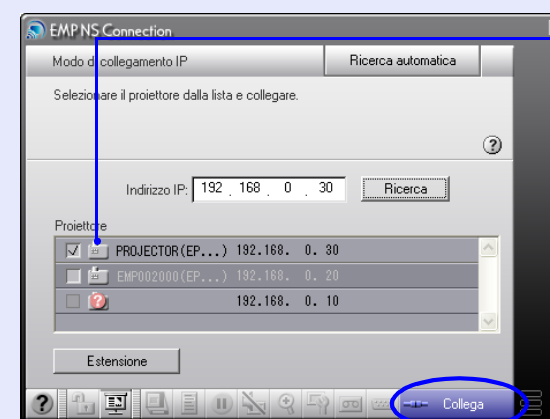 EMP NS Connection
Modo di collegamento IP
Ricerca automatica
Selezionare il proiettore dalla lista e collegare.
?
Indirizzo IP: 192 . 168 . 0 . 30 Ricerca
Proiettore
PROJECTOR(EP...) 192.168. 0. 30
EMP002000(EP...) 192.168. 0. 20
? 192.168. 0. 10
Estensione
? Collega